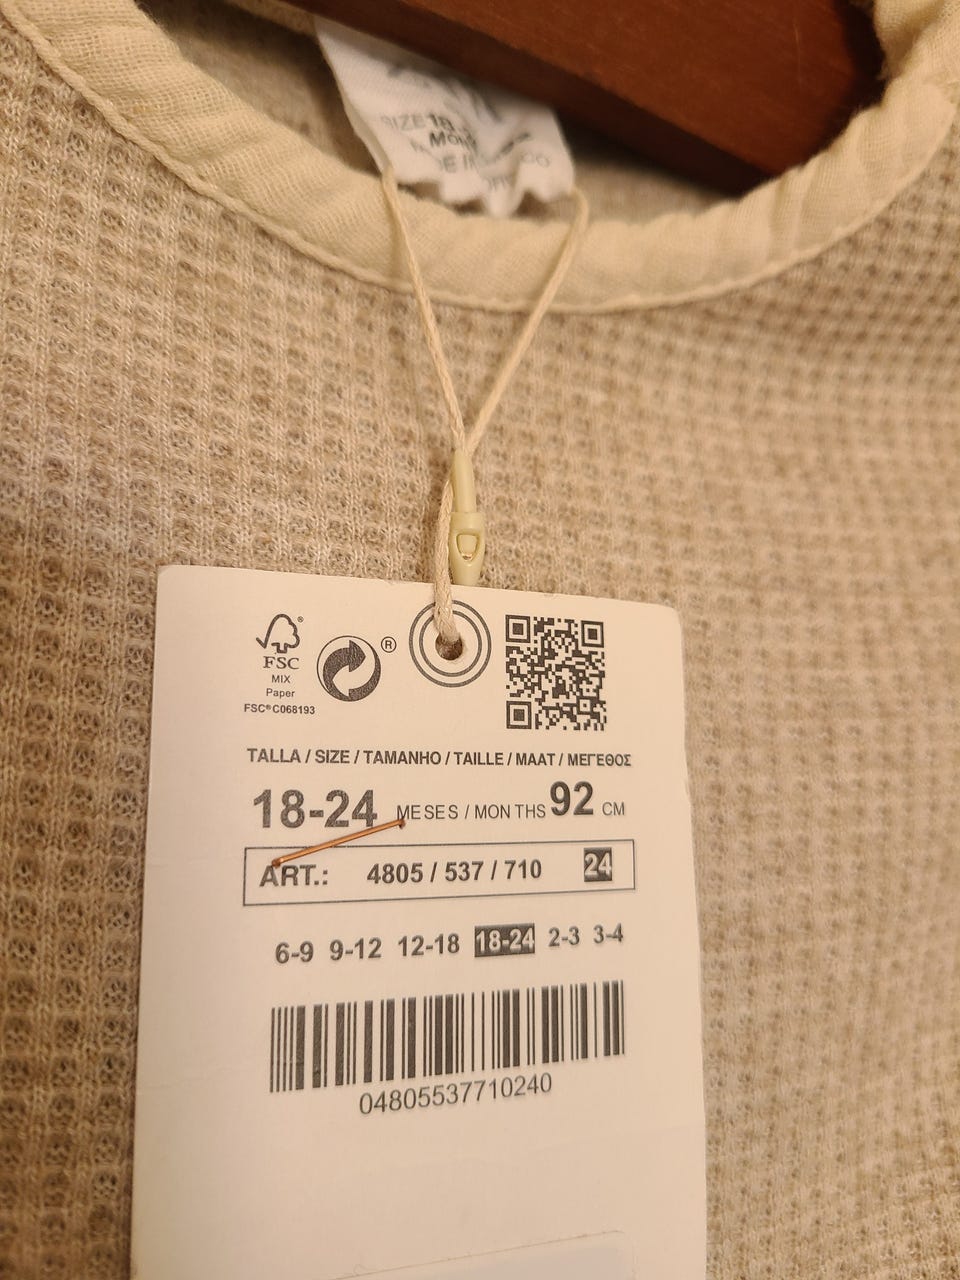 SIZE
FSC
MIX
Paper
FSC® C068193
®
TALLA / SIZE / TAMANHO / TAILLE / MAAT / ΜΕΓΕΘΟΣ
18-24 MESES / MONTHS 92 CM
ART.: 4805 / 537 / 710 24
6-9 9-12 12-18 18-24 2-3 3-4
04805537710240